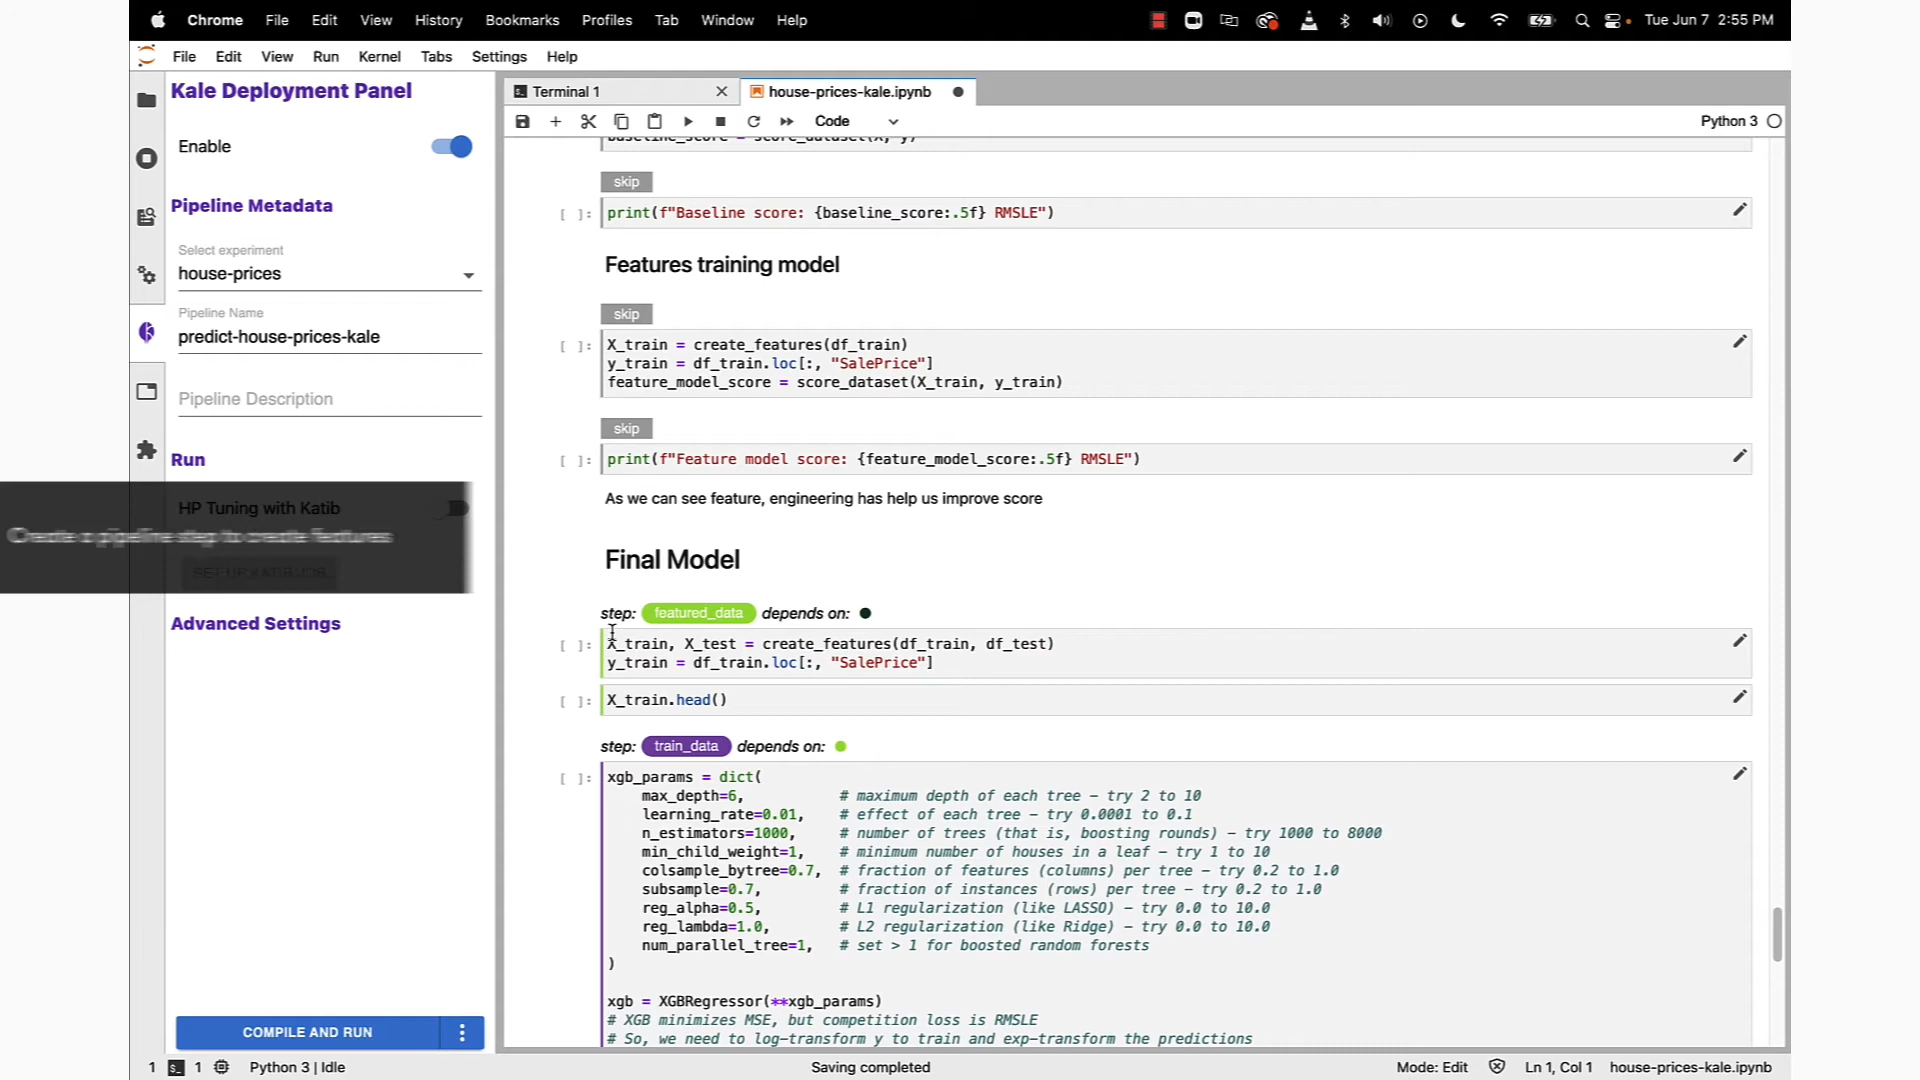 Chrome File Edit View History Bookmarks Profiles Tab Window Help Tue Jun 7 2:55 PM
File Edit View Run Kernel Tabs Settings Help
Kale Deployment Panel
Enable
Pipeline Metadata
Select experiment
house-prices
Pipeline Name
predict-house-prices-kale
Pipeline Description
Run
HP Tuning with Katib
Create a pipeline step to create features
SET UP KATIB JOB
Advanced Settings
COMPILE AND RUN
Terminal 1
house-prices-kale.ipynb
Code
Python 3
baseline_score = score_dataset(X, y)
skip
[ ]: print(f"Baseline score: {baseline_score:.5f} RMSLE")
Features training model
skip
[ ]: X_train = create_features(df_train)
y_train = df_train.loc[:, "SalePrice"]
feature_model_score = score_dataset(X_train, y_train)
skip
[ ]: print(f"Feature model score: {feature_model_score:.5f} RMSLE")
As we can see feature, engineering has help us improve score
Final Model
step: featured_data depends on:
[ ]: X_train, X_test = create_features(df_train, df_test)
y_train = df_train.loc[:, "SalePrice"]
[ ]: X_train.head()
step: train_data depends on:
[ ]: xgb_params = dict(
max_depth=6, # maximum depth of each tree - try 2 to 10
learning_rate=0.01, # effect of each tree - try 0.0001 to 0.1
n_estimators=1000, # number of trees (that is, boosting rounds) - try 1000 to 8000
min_child_weight=1, # minimum number of houses in a leaf - try 1 to 10
colsample_bytree=0.7, # fraction of features (columns) per tree - try 0.2 to 1.0
subsample=0.7, # fraction of instances (rows) per tree - try 0.2 to 1.0
reg_alpha=0.5, # L1 regularization (like LASSO) - try 0.0 to 10.0
reg_lambda=1.0, # L2 regularization (like Ridge) - try 0.0 to 10.0
num_parallel_tree=1, # set > 1 for boosted random forests
)
xgb = XGBRegressor(**xgb_params)
# XGB minimizes MSE, but competition loss is RMSLE
# So, we need to log-transform y to train and exp-transform the predictions
1 1 Python 3 | Idle Saving completed Mode: Edit Ln 1, Col 1 house-prices-kale.ipynb